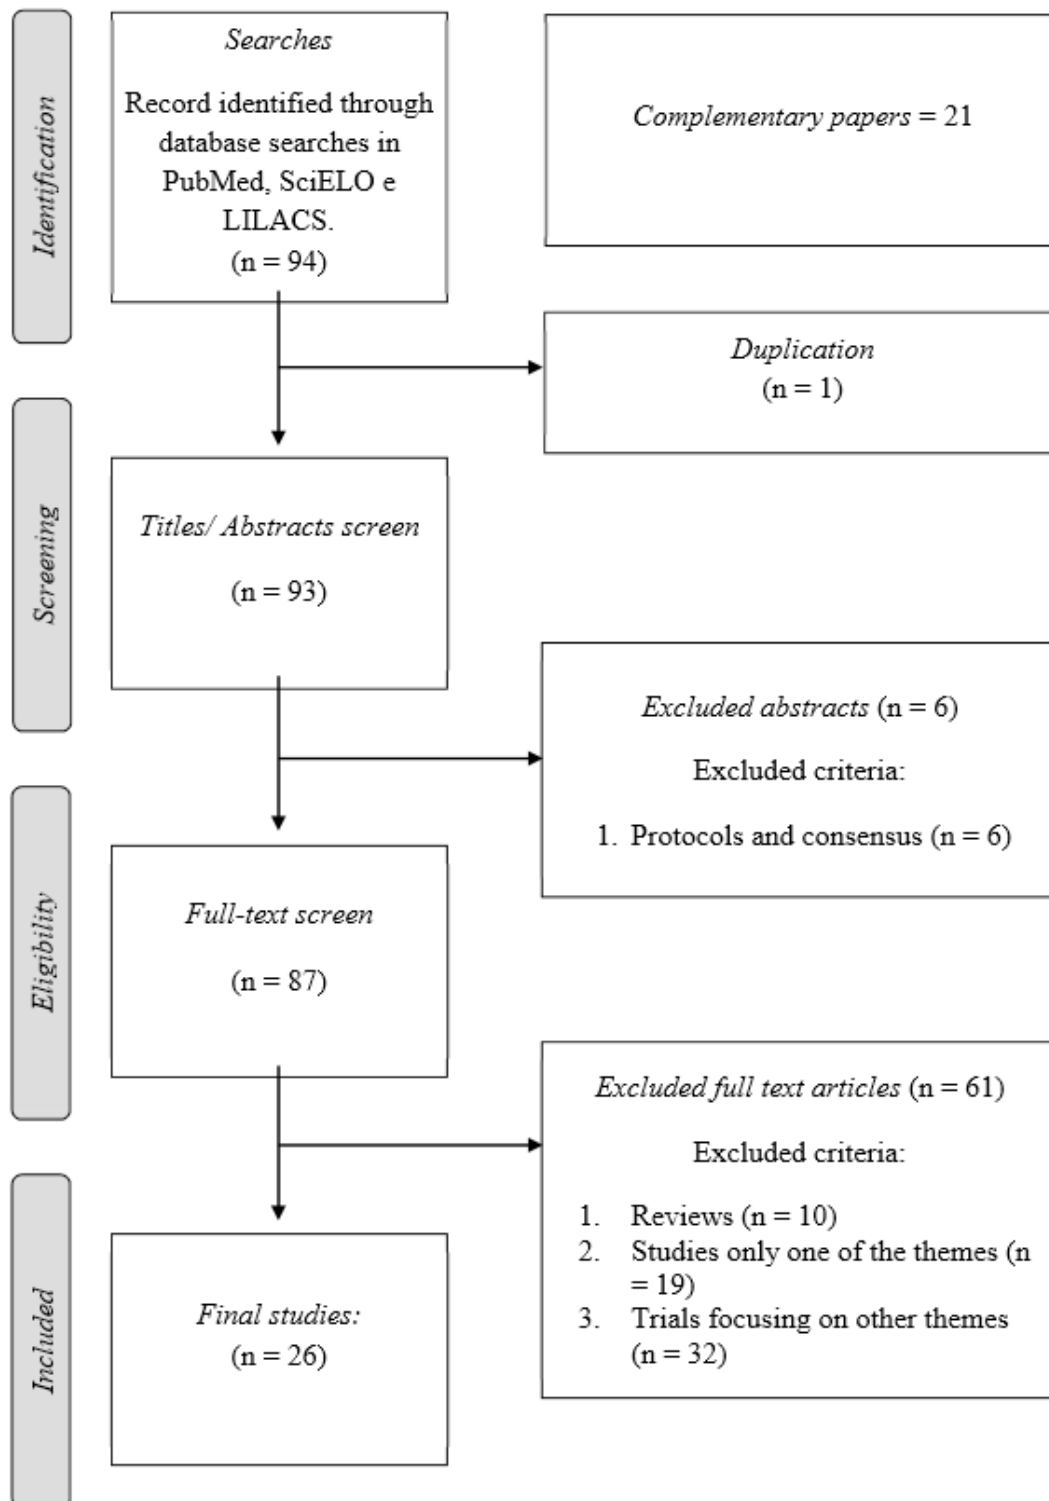 Identification
Searches
Record identified through
database searches in
PubMed, SciELO e
LILACS.
(n = 94)
Complementary papers = 21
Duplication
(n = 1)
Screening
Titles/ Abstracts screen
(n = 93)
Excluded abstracts (n = 6)
Excluded criteria:
1. Protocols and consensus (n = 6)
Eligibility
Full-text screen
(n = 87)
Excluded full text articles (n = 61)
Excluded criteria:
1. Reviews (n = 10)
2. Studies only one of the themes (n
= 19)
3. Trials focusing on other themes
(n = 32)
Included
Final studies:
(n = 26)